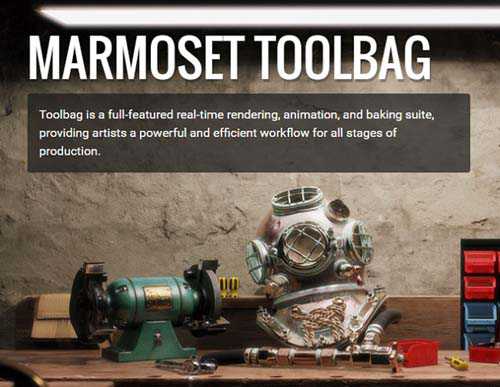 MARMOSET TOOLBAG
Toolbag is a full-featured real-time rendering, animation, and baking suite,
providing artists a powerful and efficient workflow for all stages of
production.